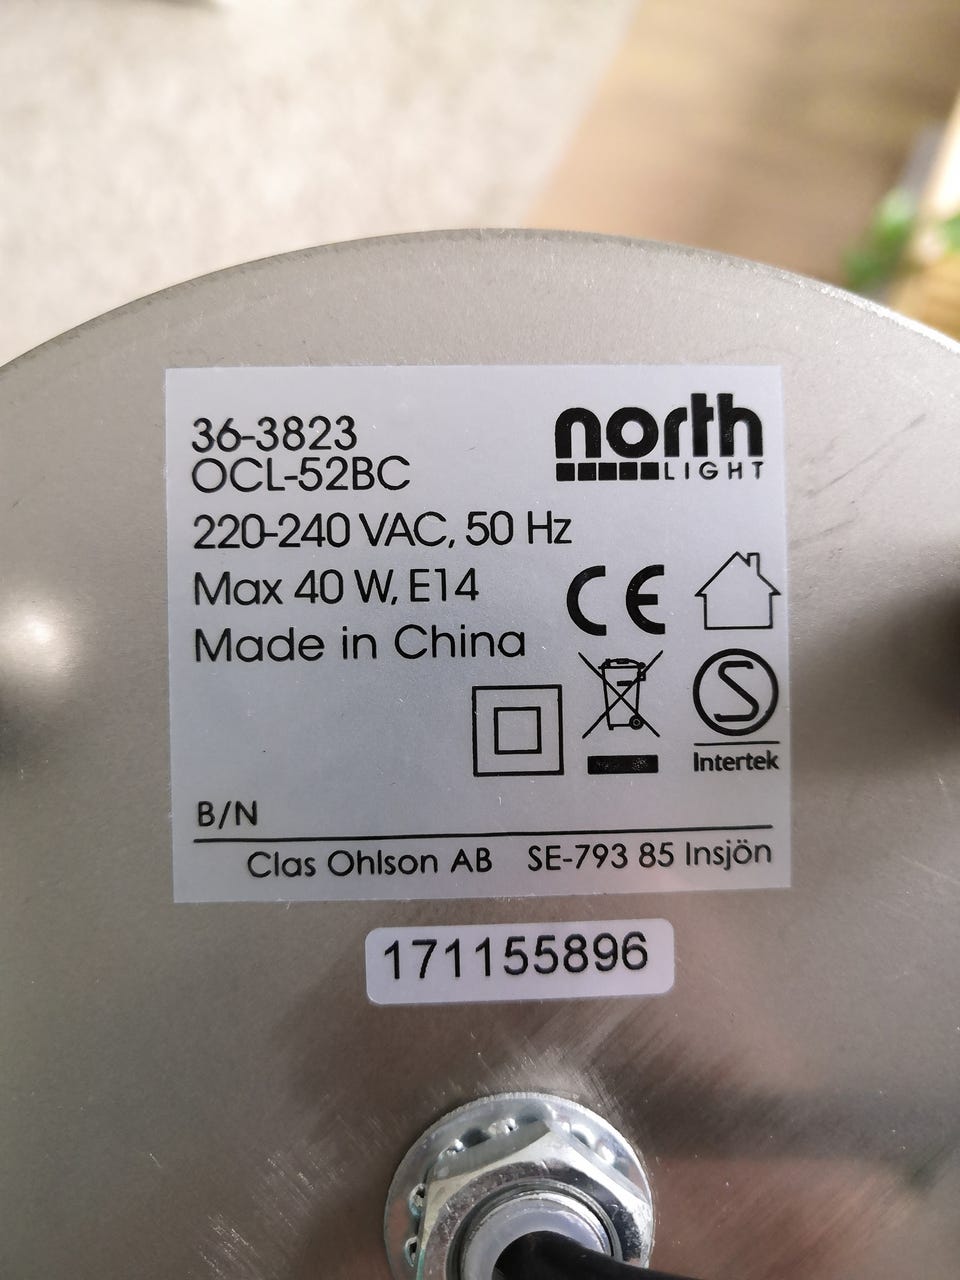 36-3823
OCL-52BC
north
LIGHT
220-240 VAC, 50 Hz
Max 40 W, E14
CE
Made in China
S
Intertek
B/N
Clas Ohlson AB SE-793 85 Insjön
171155896